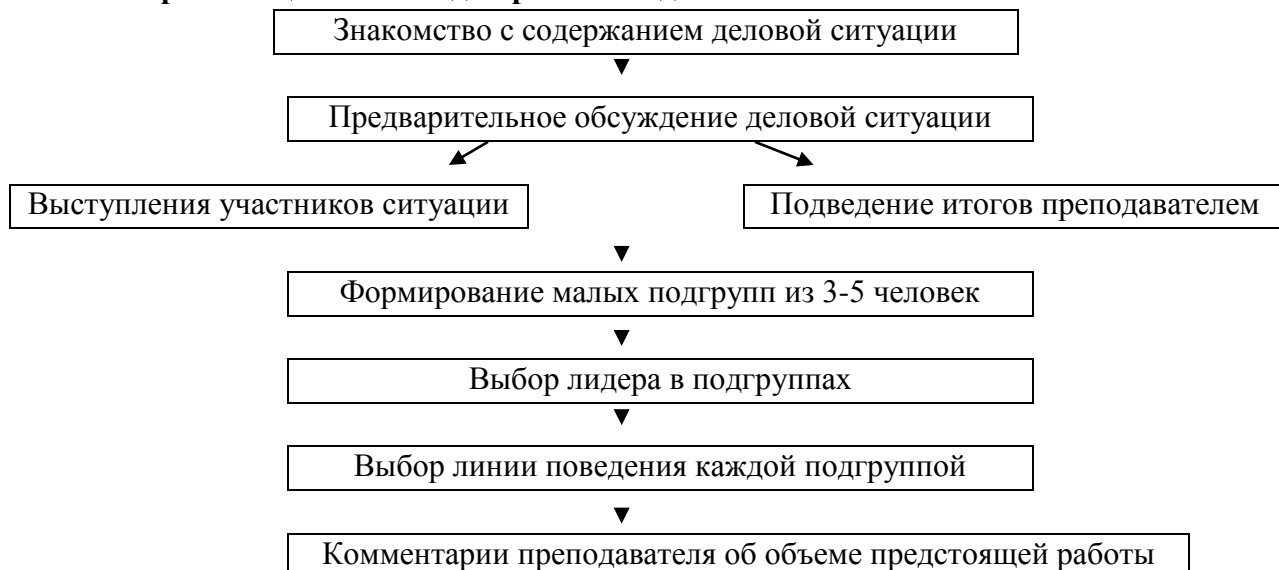 Знакомство с содержанием деловой ситуации
Предварительное обсуждение деловой ситуации
Выступления участников ситуации
Подведение итогов преподавателем
Формирование малых подгрупп из 3-5 человек
Выбор лидера в подгруппах
Выбор линии поведения каждой подгруппой
Комментарии преподавателя об объеме предстоящей работы